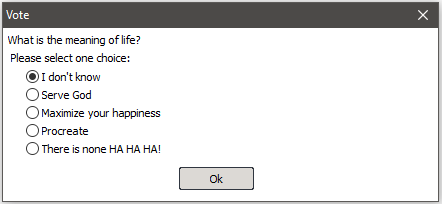 Vote
What is the meaning of life?
Please select one choice:
I don't know
Serve God
Maximize your happiness
Procreate
There is none HA HA HA!
Ok